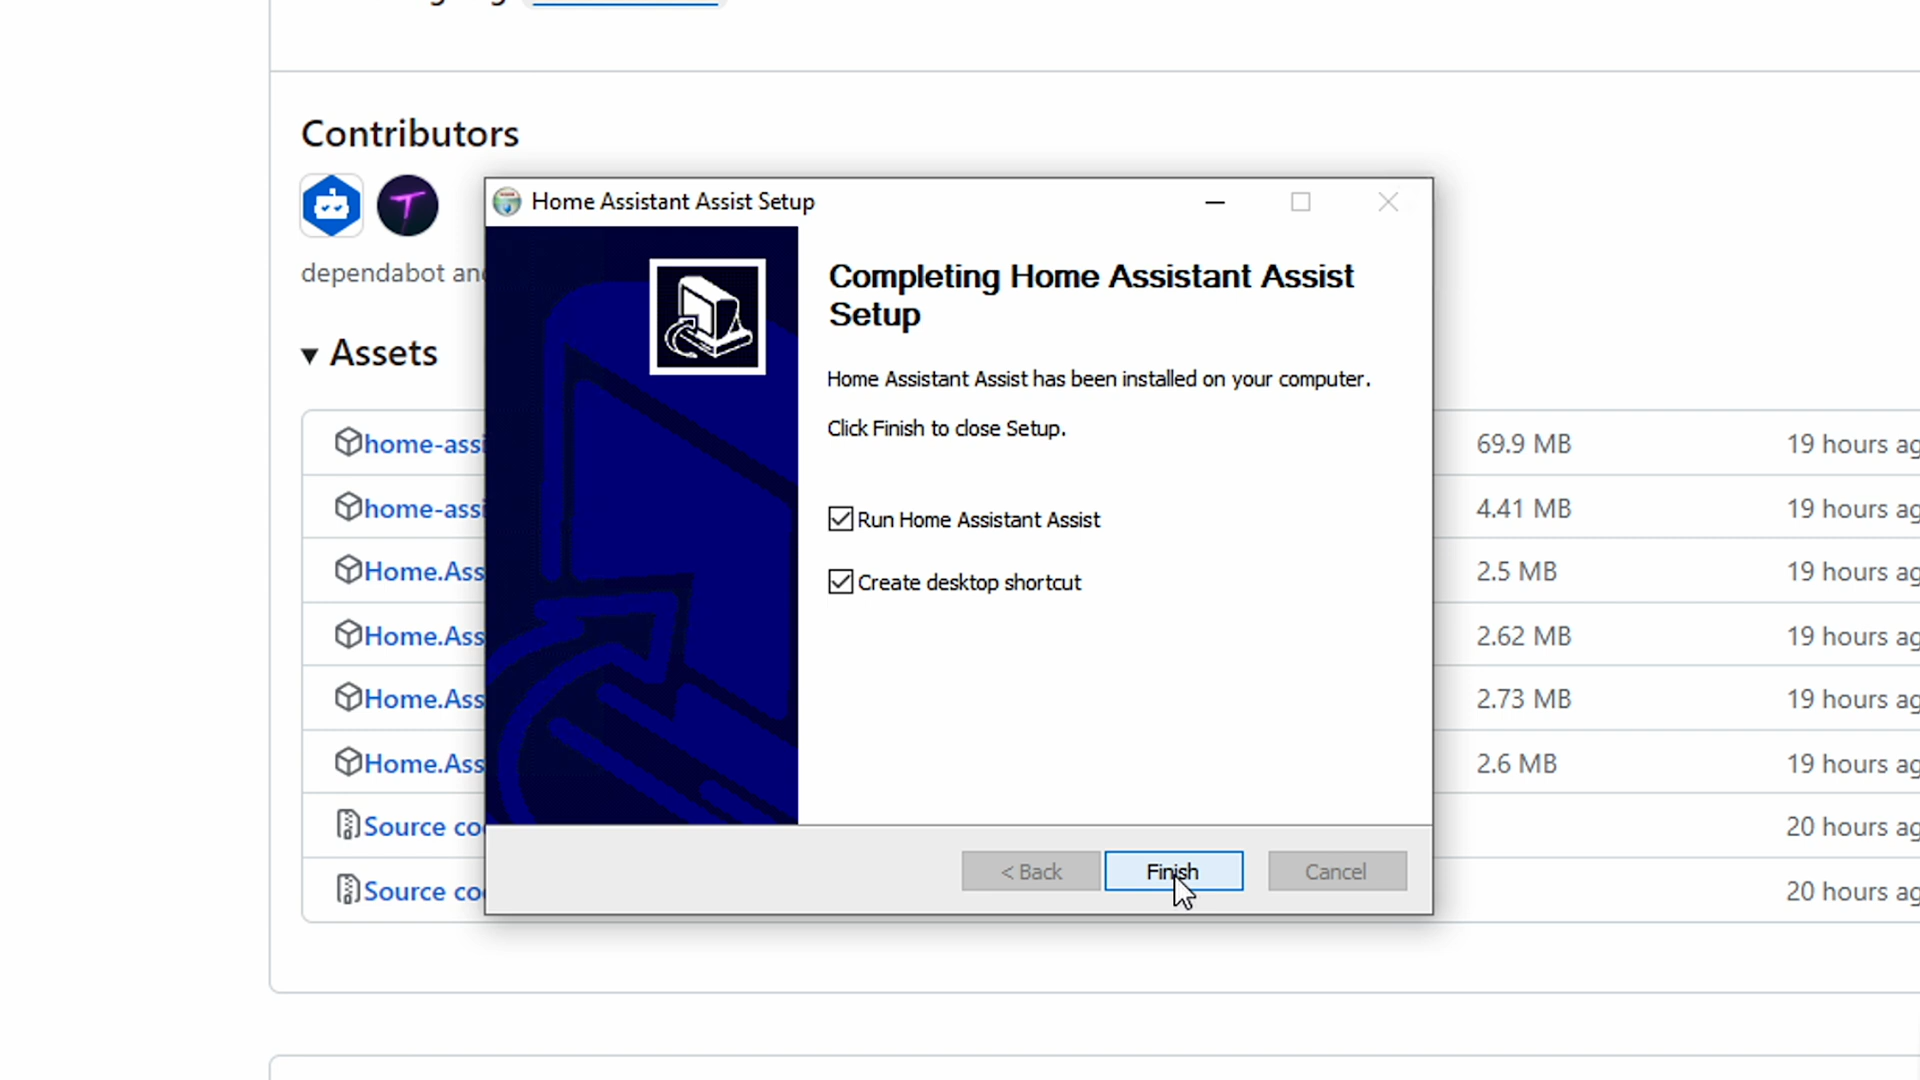 Contributors
Home Assistant Assist Setup
dependabot
Completing Home Assistant Assist
Setup
Assets
Home Assistant Assist has been installed on your computer.
Click Finish to close Setup.
home-assi 69.9 MB 19 hours ag
home-assi 4.41 MB 19 hours ag
Run Home Assistant Assist
Home.Ass 2.5 MB 19 hours ag
Create desktop shortcut
Home.Ass 2.62 MB 19 hours ag
Home.Ass 2.73 MB 19 hours ag
Home.Ass 2.6 MB 19 hours ag
Source co 20 hours ag
< Back Finish Cancel
Source co 20 hours ag